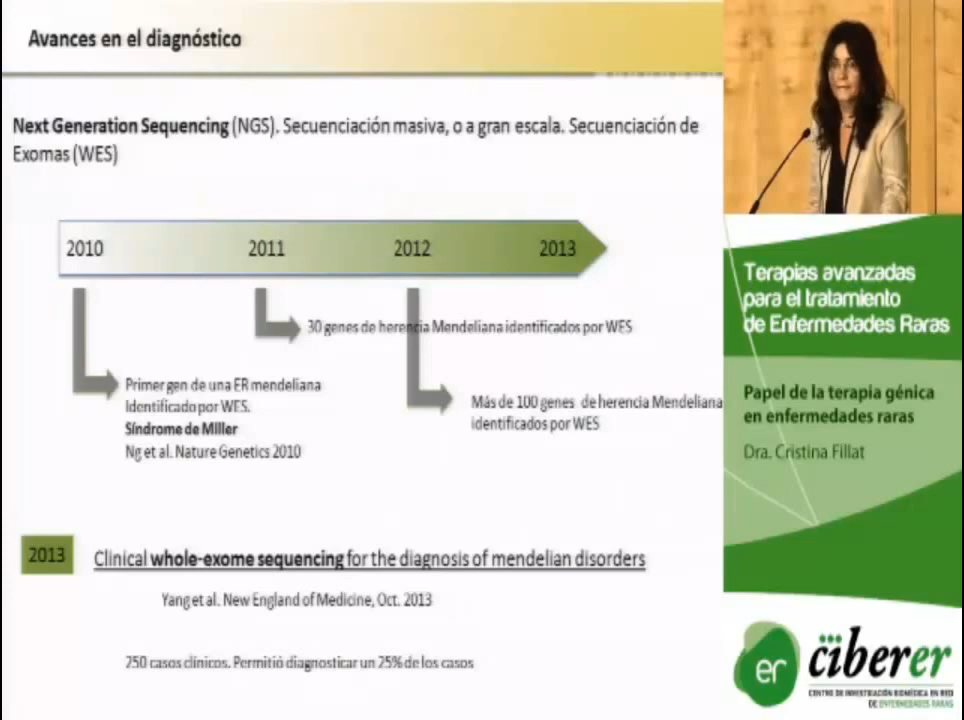 Avances en el diagnóstico
Next Generation Sequencing (NGS). Secuenciación masiva, o a gran escala. Secuenciación de
Exomas (WES)
2010 2011 2012 2013
30 genes de herencia Mendeliana identificados por WES
Primer gen de una ER mendeliana
Identificado por WES.
Síndrome de Miller
Ng et al. Nature Genetics 2010
Más de 100 genes de herencia Mendeliana
identificados por WES
2013
Clinical whole-exome sequencing for the diagnosis of mendelian disorders
Yang et al. New England of Medicine, Oct. 2013
250 casos clínicos. Permitió diagnosticar un 25% de los casos
Terapias avanzadas
para el tratamiento
de Enfermedades Raras
Papel de la terapia génica
en enfermedades raras
Dra. Cristina Fillat
er
ciberer
CENTRO DE INVESTIGACIÓN BIOMÉDICA EN RED
DE ENFERMEDADES RARAS